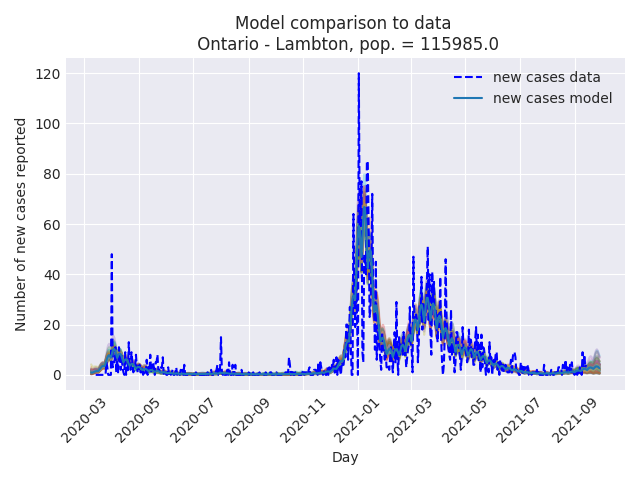 Model comparison to data
Ontario - Lambton, pop. = 115985.0
new cases data
new cases model
Number of new cases reported
120
100
80
60
40
20
0
2020-03
2020-05
2020-07
2020-09
2020-11
2021-01
2021-03
2021-05
2021-07
2021-09
Day